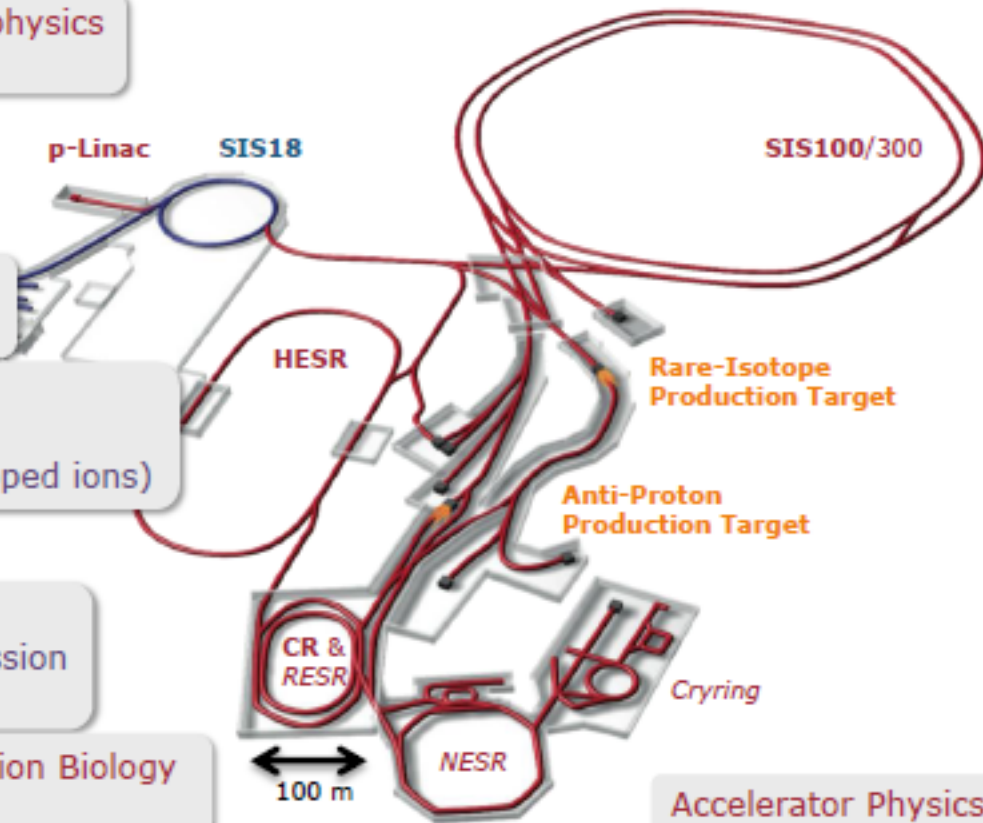 physics
p-Linac
SIS18
SIS100/300
HESR
Rare-Isotope
Production Target
ped ions)
Anti-Proton
Production Target
CR &
RESR
ssion
Cryring
NESR
ion Biology
100 m
Accelerator Physics